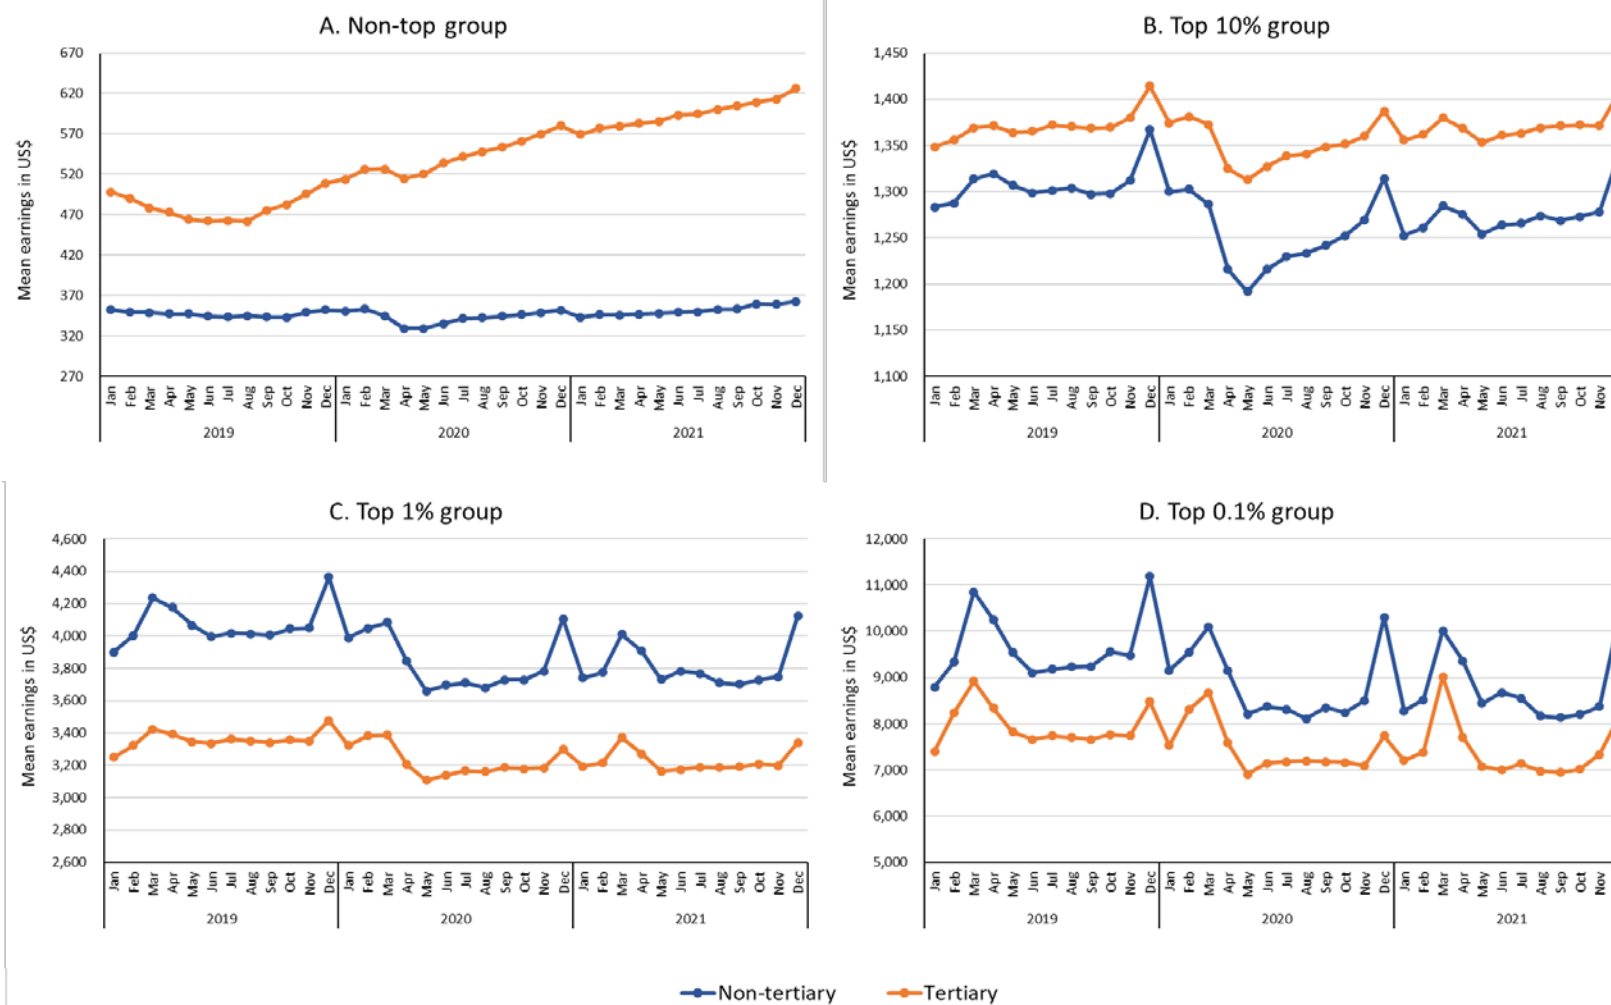 A. Non-top group
Mean earnings in US$
670
620
570
520
470
420
370
320
270
Jan Feb Mar Apr May Jun Jul Aug Sep Oct Nov Dec Jan Feb Mar Apr May Jun Jul Aug Sep Oct Nov Dec Jan Feb Mar Apr May Jun Jul Aug Sep Oct Nov Dec
2019 2020 2021
B. Top 10% group
Mean earnings in US$
1,450
1,400
1,350
1,300
1,250
1,200
1,150
1,100
Jan Feb Mar Apr May Jun Jul Aug Sep Oct Nov Dec Jan Feb Mar Apr May Jun Jul Aug Sep Oct Nov Dec Jan Feb Mar Apr May Jun Jul Aug Sep Oct Nov
2019 2020 2021
C. Top 1% group
Mean earnings in US$
4,600
4,400
4,200
4,000
3,800
3,600
3,400
3,200
3,000
2,800
2,600
Jan Feb Mar Apr May Jun Jul Aug Sep Oct Nov Dec Jan Feb Mar Apr May Jun Jul Aug Sep Oct Nov Dec Jan Feb Mar Apr May Jun Jul Aug Sep Oct Nov Dec
2019 2020 2021
D. Top 0.1% group
Mean earnings in US$
12,000
11,000
10,000
9,000
8,000
7,000
6,000
5,000
Jan Feb Mar Apr May Jun Jul Aug Sep Oct Nov Dec Jan Feb Mar Apr May Jun Jul Aug Sep Oct Nov Dec Jan Feb Mar Apr May Jun Jul Aug Sep Oct Nov
2019 2020 2021
Non-tertiary Tertiary